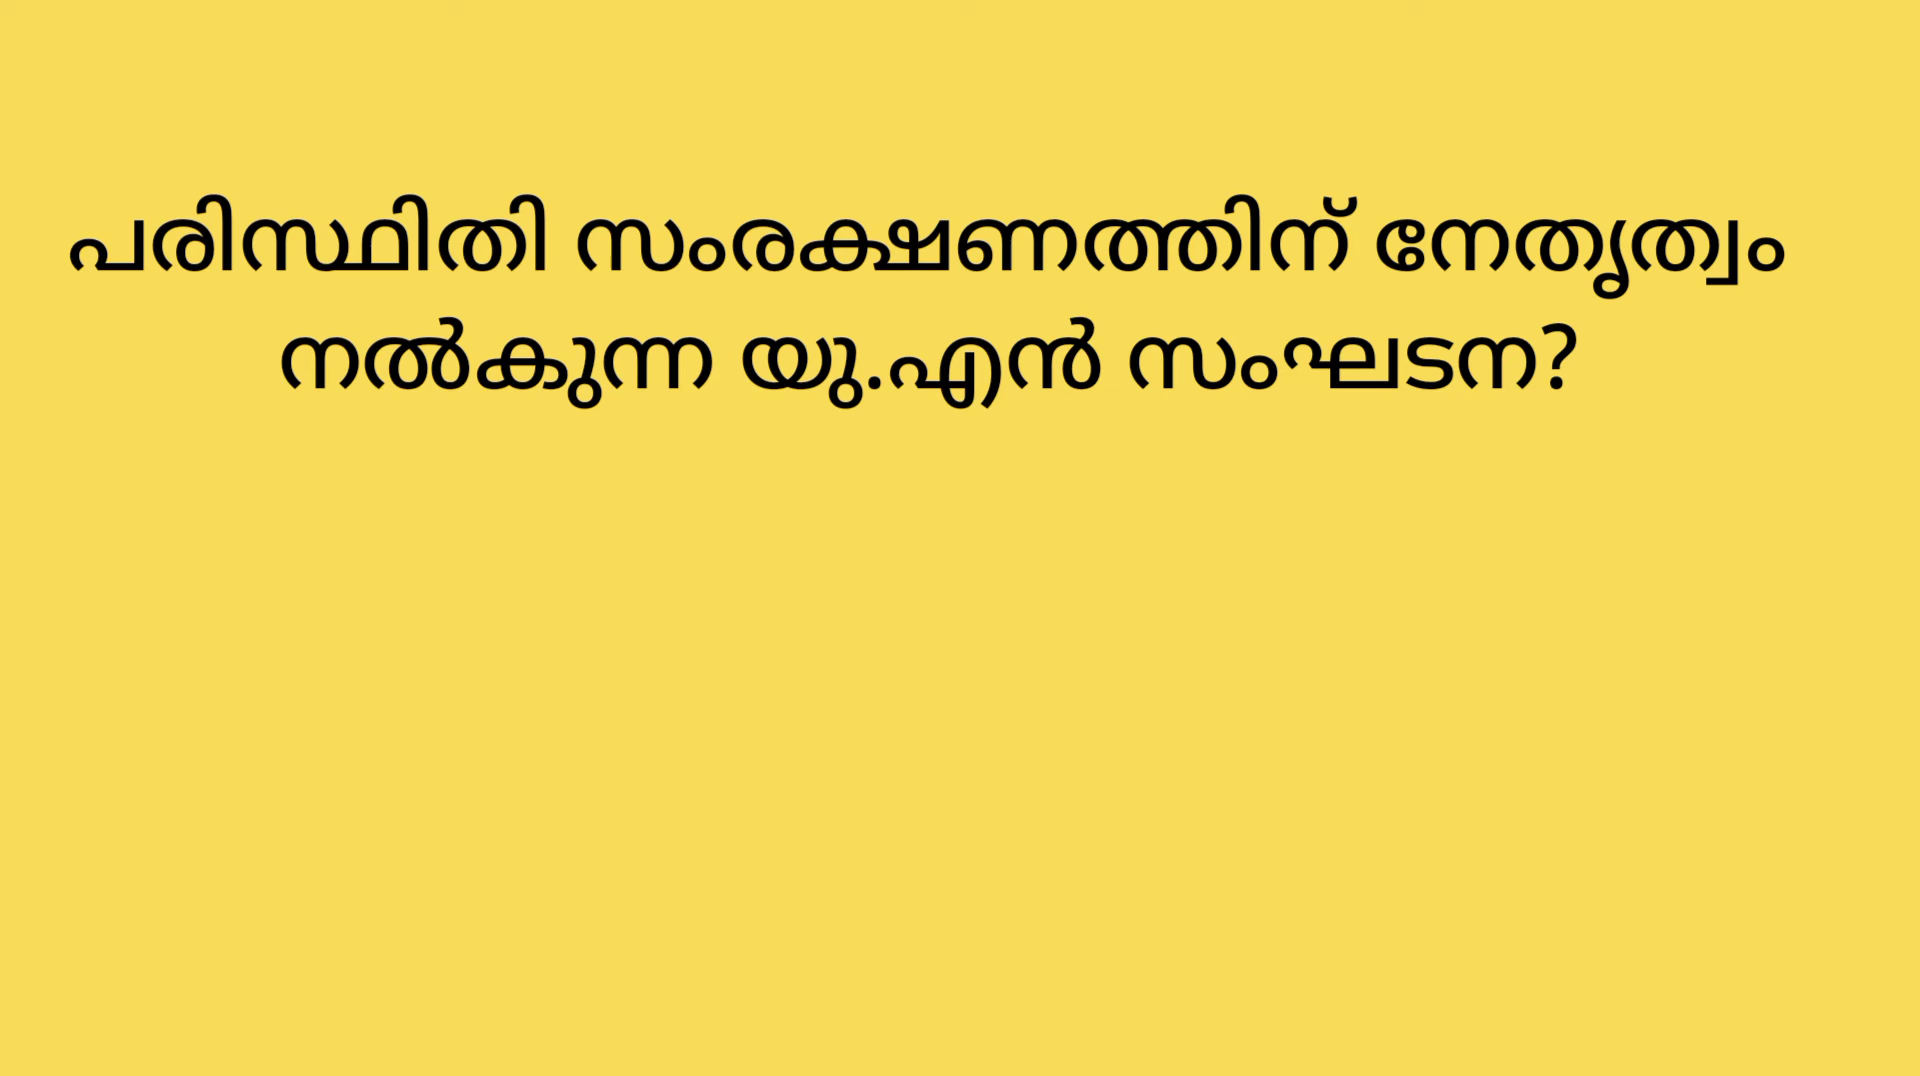 പരിസ്ഥിതി സംരക്ഷണത്തിന് നേതൃത്വം
നൽകുന്ന യു.എൻ സംഘടന?